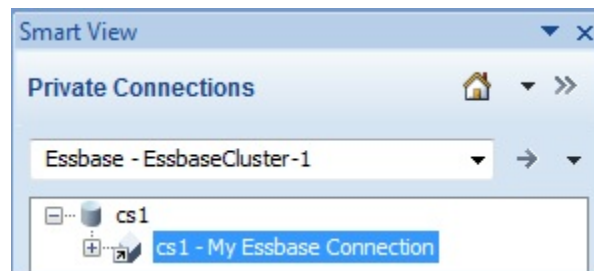 Smart View
Private Connections
Essbase - EssbaseCluster-1
cs1
cs1 - My Essbase Connection